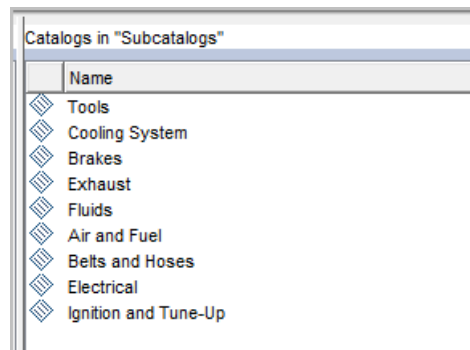 Catalogs in "Subcatalogs"
Name
Tools
Cooling System
Brakes
Exhaust
Fluids
Air and Fuel
Belts and Hoses
Electrical
Ignition and Tune-Up